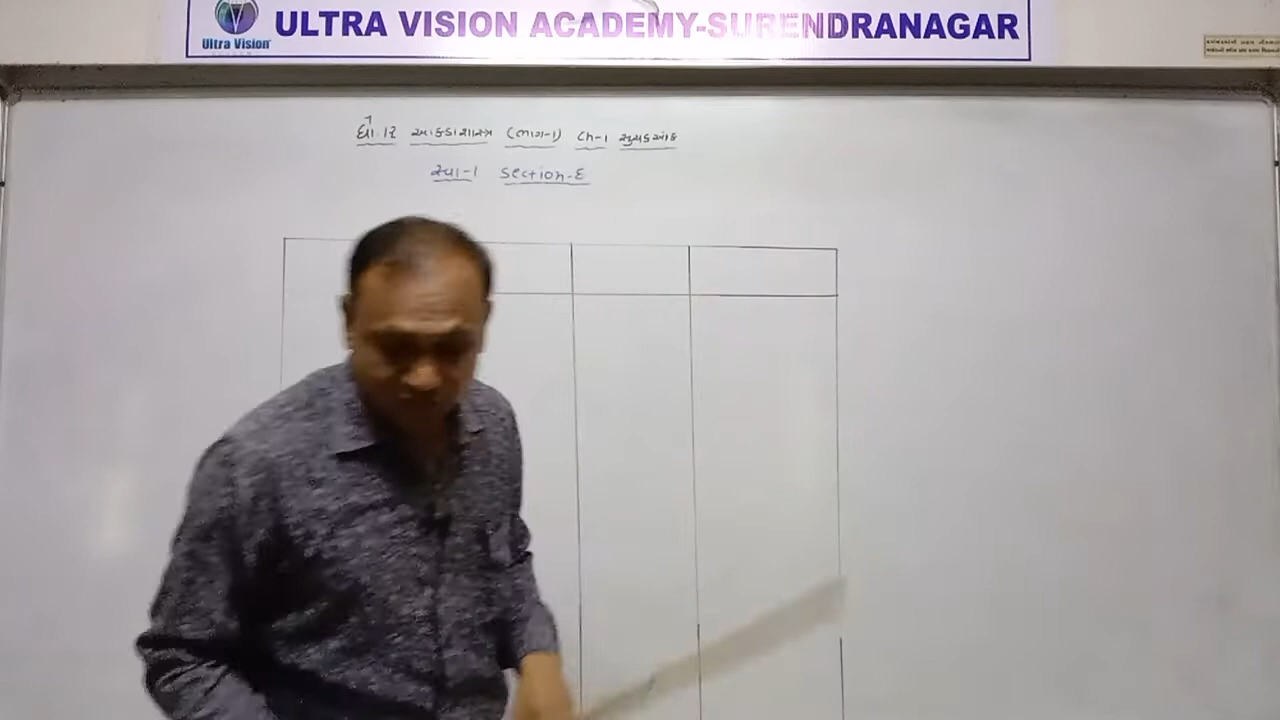 ULTRA VISION ACADEMY-SURENDRANAGAR
Ultra Vision
ધો.12 આંકડાશાસ્ત્ર (ભાગ-1) Ch-1 સુચકઆંક
સ્વા-1 Section-E